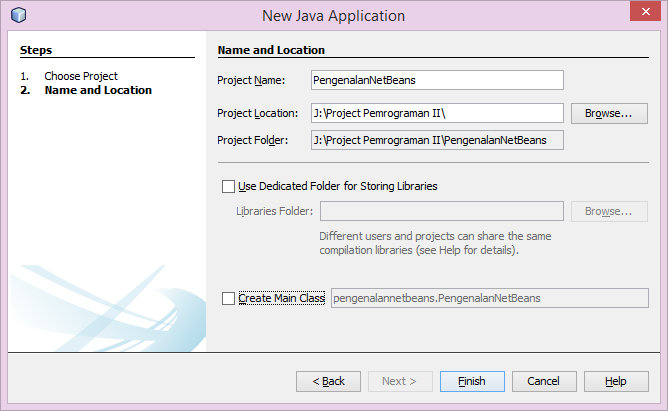 New Java Application
Steps
1. Choose Project
2. Name and Location
Name and Location
Project Name: PengenalanNetBeans
Project Location: J:\Project Pemrograman II\ Browse...
Project Folder: J:\Project Pemrograman II\PengenalanNetBeans
Use Dedicated Folder for Storing Libraries
Libraries Folder: Browse...
Different users and projects can share the same
compilation libraries (see Help for details).
Create Main Class pengenalannetbeans.PengenalanNetBeans
< Back Next > Finish Cancel Help